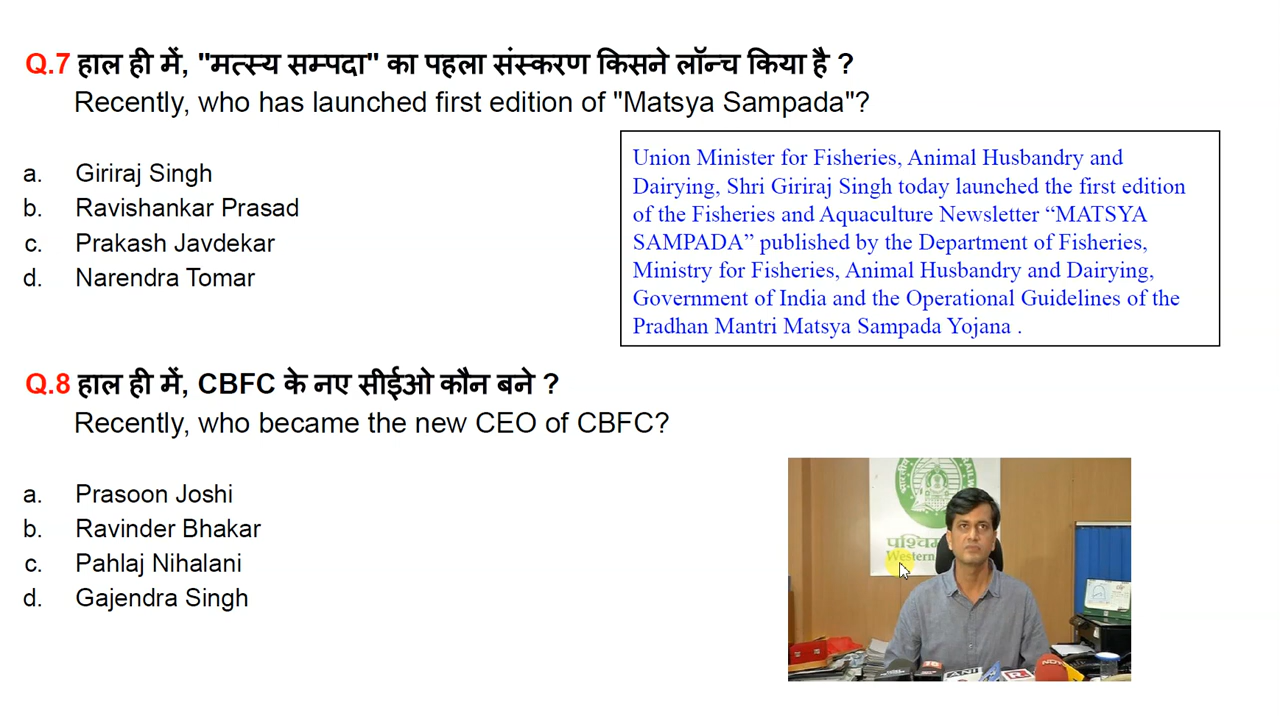 Q.7 हाल ही में, "मत्स्य सम्पदा" का पहला संस्करण किसने लॉन्च किया है ?
Recently, who has launched first edition of "Matsya Sampada"?
a. Giriraj Singh
b. Ravishankar Prasad
c. Prakash Javdekar
d. Narendra Tomar
Union Minister for Fisheries, Animal Husbandry and
Dairying, Shri Giriraj Singh today launched the first edition
of the Fisheries and Aquaculture Newsletter “MATSYA
SAMPADA” published by the Department of Fisheries,
Ministry for Fisheries, Animal Husbandry and Dairying,
Government of India and the Operational Guidelines of the
Pradhan Mantri Matsya Sampada Yojana .
Q.8 हाल ही में, CBFC के नए सीईओ कौन बने ?
Recently, who became the new CEO of CBFC?
a. Prasoon Joshi
b. Ravinder Bhakar
c. Pahlaj Nihalani
d. Gajendra Singh
Western
ANI